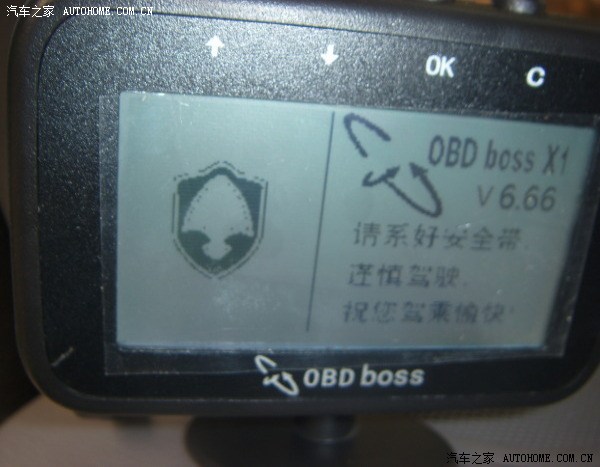 汽车之家 AUTOHOME.COM.CN
↑ ↓ OK C
OBD boss X1
V 6.66
请系好安全带,
谨慎驾驶,
祝您驾乘愉快!
OBD boss
汽车之家 AUTOHOME.COM.CN